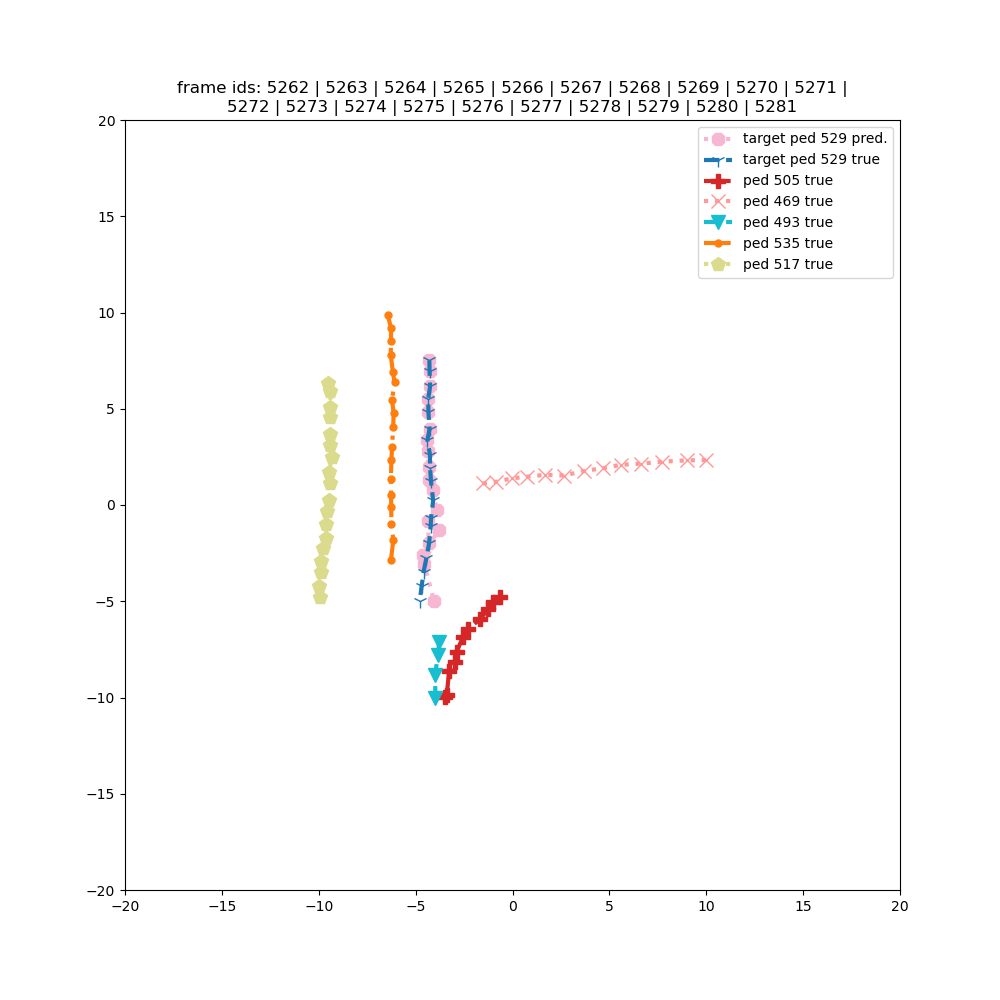 frame ids: 5262 | 5263 | 5264 | 5265 | 5266 | 5267 | 5268 | 5269 | 5270 | 5271 |
5272 | 5273 | 5274 | 5275 | 5276 | 5277 | 5278 | 5279 | 5280 | 5281
target ped 529 pred.
target ped 529 true
ped 505 true
ped 469 true
ped 493 true
ped 535 true
ped 517 true
20
15
10
5
0
−5
−10
−15
−20
−20 −15 −10 −5 0 5 10 15 20